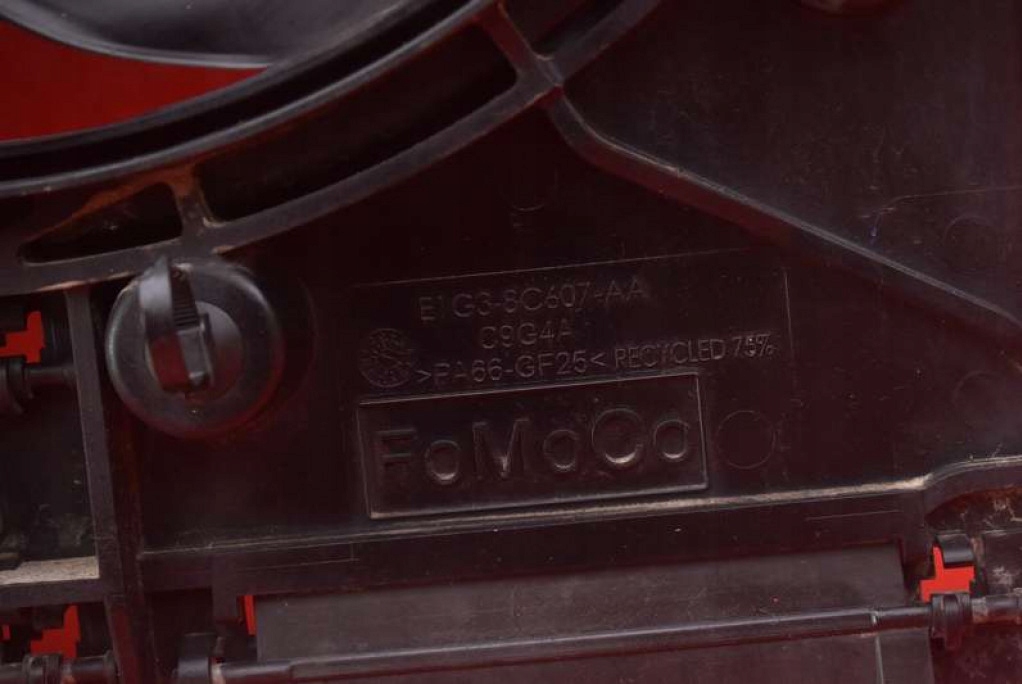 E1G3-8C607-AA
C9G4A
>PA66-GF25< RECYCLED 75%
FoMoCo